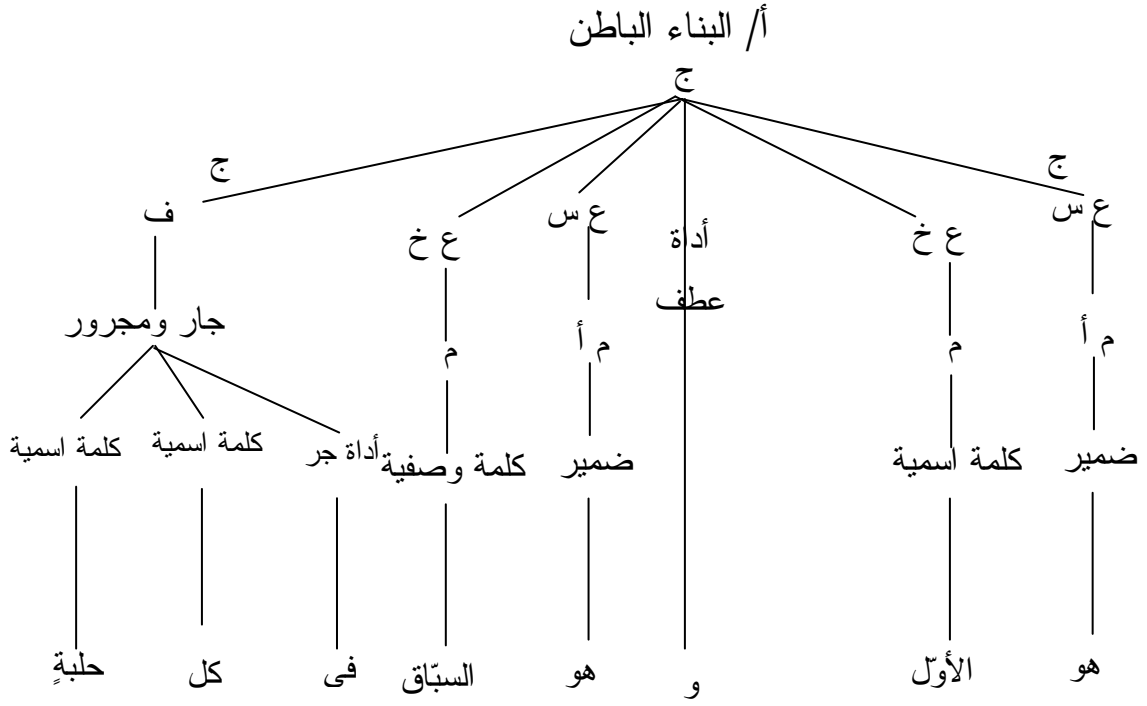 أ/ البناء الباطن
ج
ج ج
ع س ع خ أداة ع س ع خ ف
عطف
م أ م م أ م جار ومجرور
ضمير كلمة اسمية ضمير كلمة وصفية أداة جر كلمة اسمية كلمة اسمية
هو الأوّل و هو السبّاق فى كل حلبةٍ